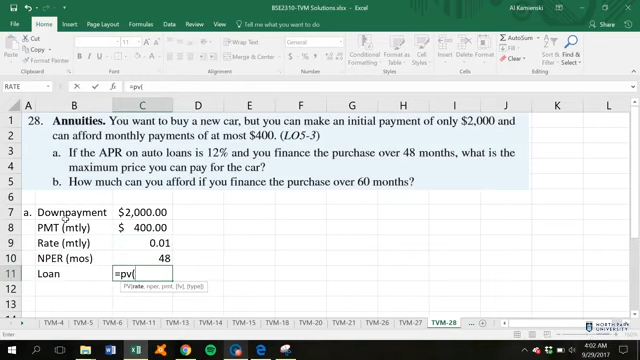 BSE2310-TVM Solutions.xlsx - Excel
Al Kamienski
File Home Insert Page Layout Formulas Data Review View Tell me what you want to do
Share
Cut
Copy
Format Painter
Clipboard
Font
Wrap Text
Merge & Center
Alignment
Number
Conditional Formatting
Format as Table
Cell Styles
Styles
Insert
Delete
Format
Cells
AutoSum
Fill
Clear
Sort & Filter
Find & Select
Editing
RATE
=pv(
A B C D E F G H I J K L
1 28. Annuities. You want to buy a new car, but you can make an initial payment of only $2,000 and
2 can afford monthly payments of at most $400. (LO5-3)
3 a. If the APR on auto loans is 12% and you finance the purchase over 48 months, what is the
4 maximum price you can pay for the car?
5 b. How much can you afford if you finance the purchase over 60 months?
6
7 a. Downpayment $2,000.00
8 PMT (mtly) $ 400.00
9 Rate (mtly) 0.01
10 NPER (mos) 48
11 Loan =pv(
12 PV(rate, nper, pmt, [fv], [type])
13
14
TVM-4 TVM-5 TVM-6 TVM-11 TVM-13 TVM-14 TVM-15 TVM-20 TVM-22 TVM-23 TVM-26 TVM-27 TVM-28 ...
NORTH PARK
UNIVERSITY
Enter
4:02 AM
9/29/2017